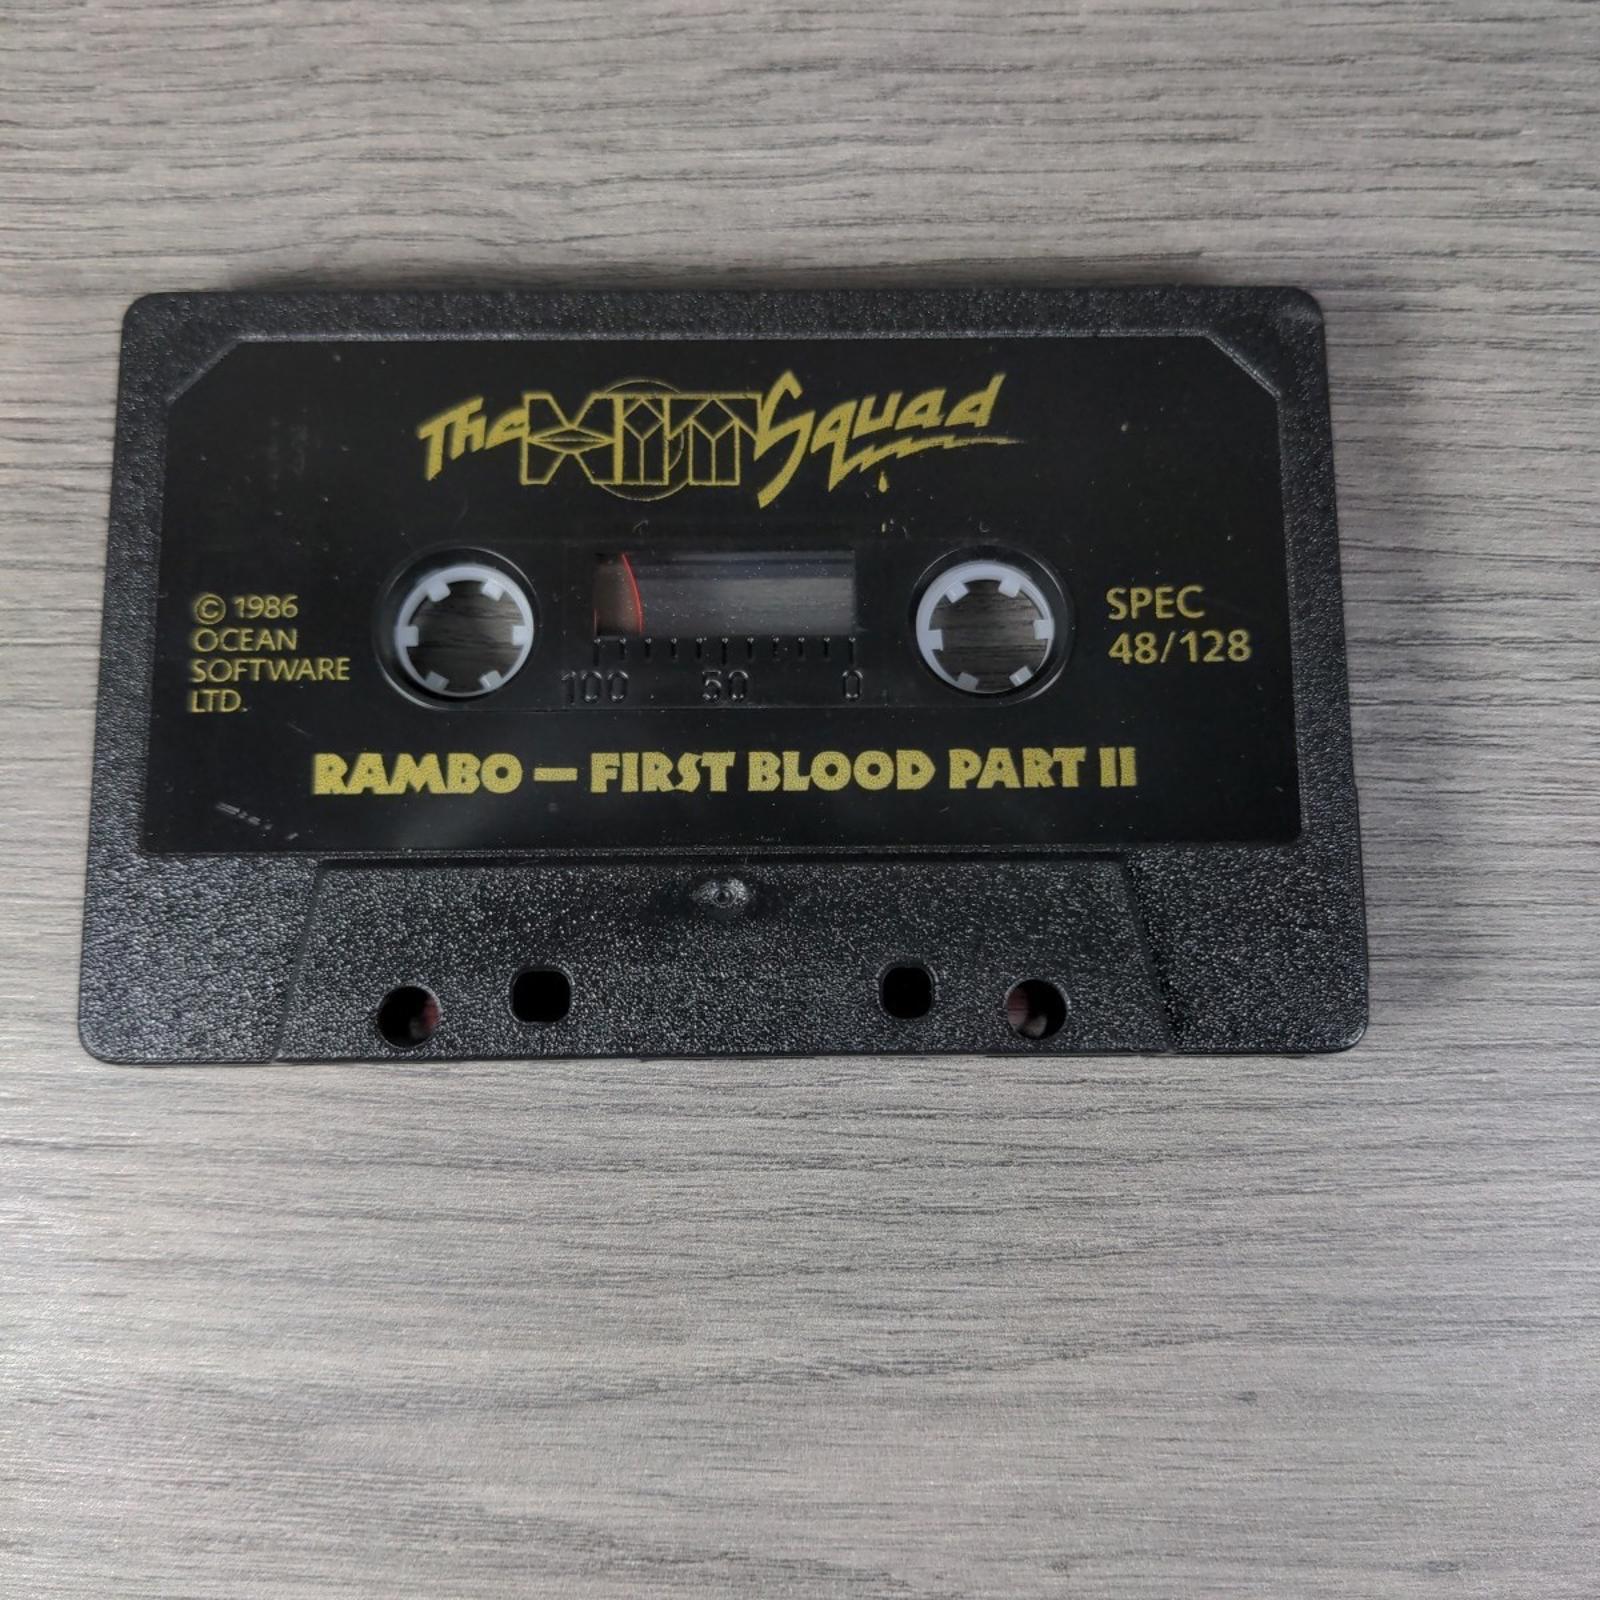 The HIT Squad
© 1986
OCEAN
SOFTWARE
LTD.
SPEC
48/128
100 50 0
RAMBO — FIRST BLOOD PART II